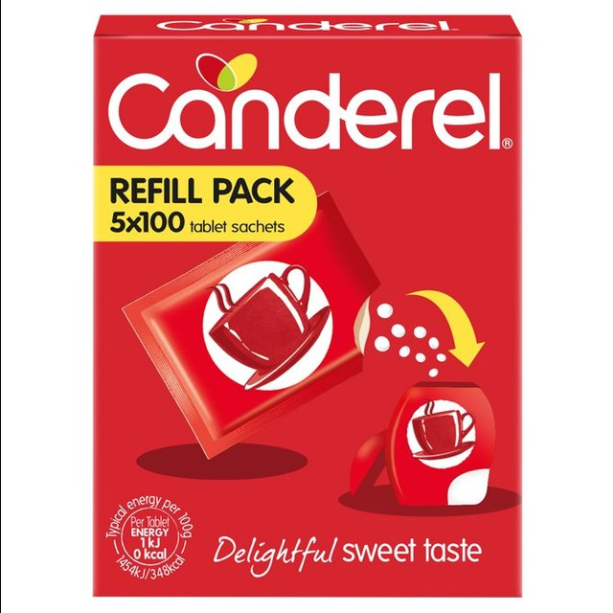 Canderel
Canderel®
REFILL PACK
5x100 tablet sachets
Typical energy per 100g
Per Tablet
ENERGY
1 kJ
0 kcal
1454kJ/348kcal
Delightful sweet taste